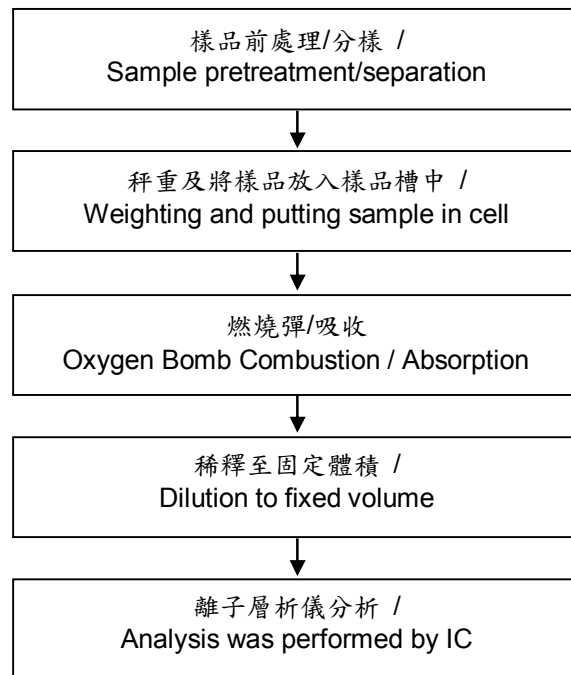 樣品前處理/分樣 /
Sample pretreatment/separation
秤重及將樣品放入樣品槽中 /
Weighting and putting sample in cell
燃燒彈/吸收
Oxygen Bomb Combustion / Absorption
稀釋至固定體積 /
Dilution to fixed volume
離子層析儀分析 /
Analysis was performed by IC